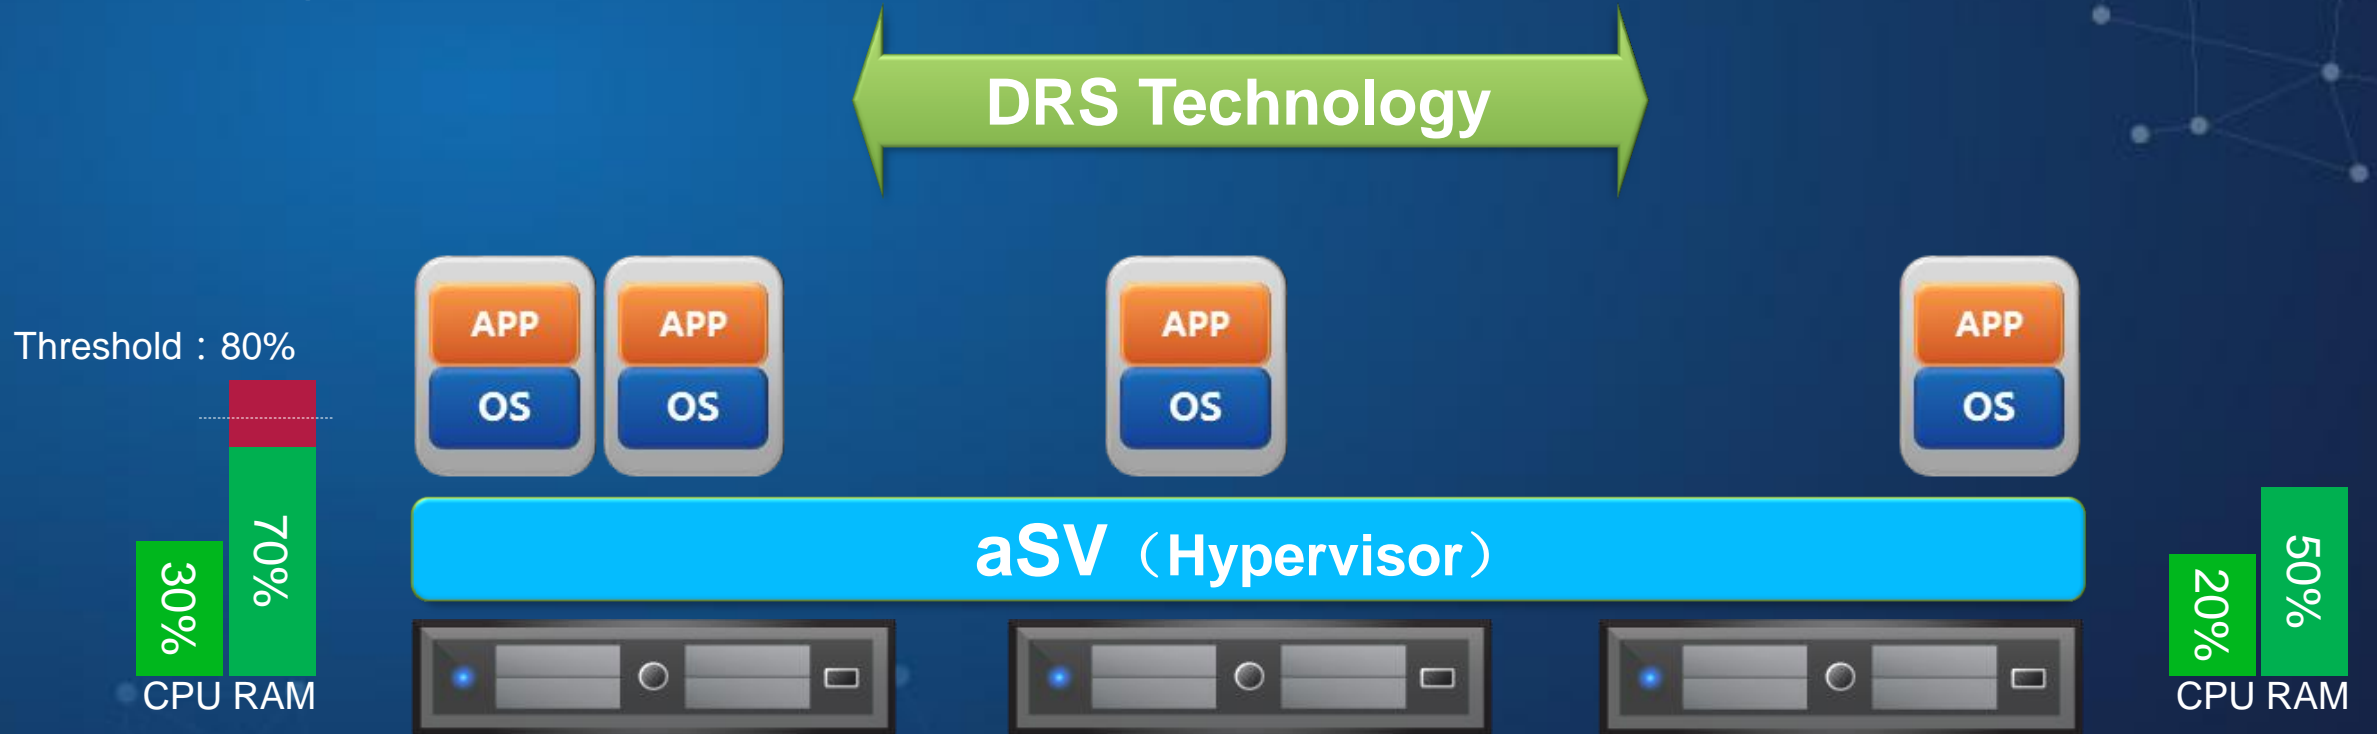 DRS Technology
Threshold：80%
APP
OS
APP
OS
APP
OS
APP
OS
aSV（Hypervisor）
30%
70%
CPU RAM
20%
50%
CPU RAM